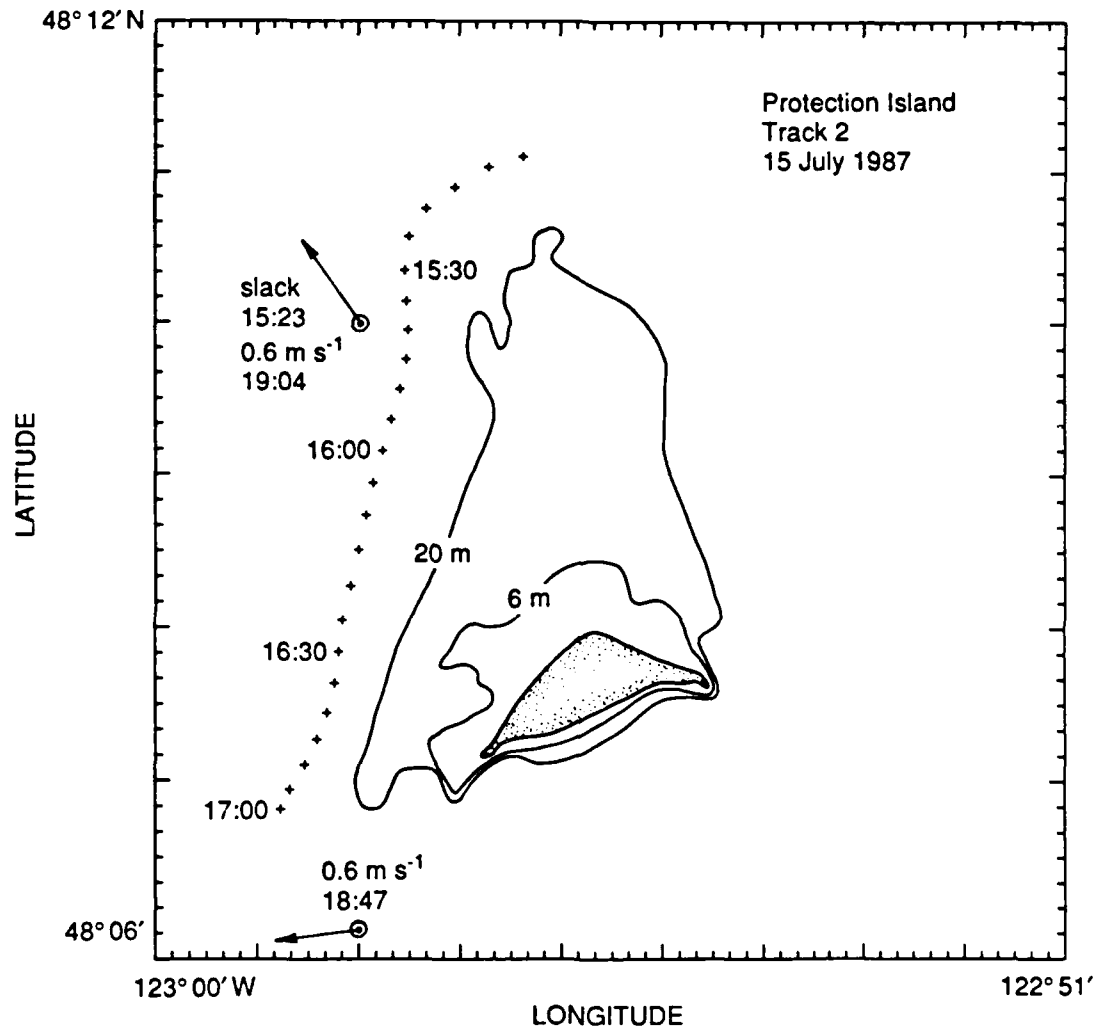 48° 12′ N
Protection Island
Track 2
15 July 1987
15:30
slack
15:23
0.6 m s⁻¹
19:04
16:00
20 m
6 m
16:30
17:00
0.6 m s⁻¹
18:47
48° 06′
123° 00′ W
122° 51′
LATITUDE
LONGITUDE